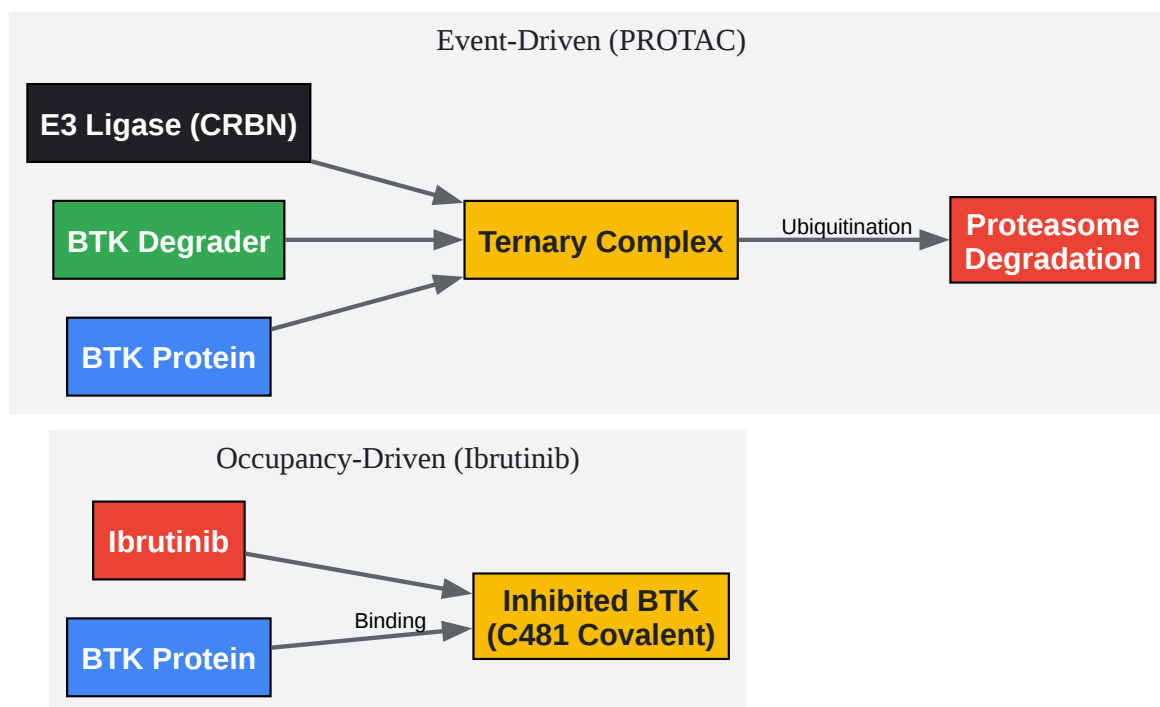 Event-Driven (PROTAC)
E3 Ligase (CRBN)
BTK Degrader
BTK Protein
Ternary Complex
Ubiquitination
Proteasome
Degradation
Occupancy-Driven (Ibrutinib)
Ibrutinib
BTK Protein
Binding
Inhibited BTK
(C481 Covalent)